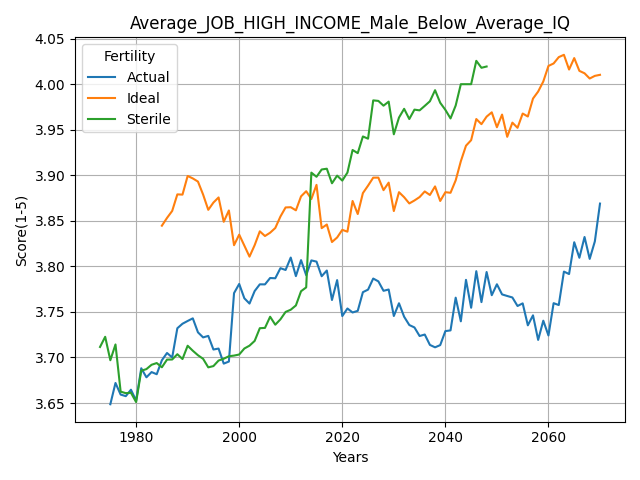 Average_JOB_HIGH_INCOME_Male_Below_Average_IQ
Fertility
Actual
Ideal
Sterile
Score(1-5)
4.05
4.00
3.95
3.90
3.85
3.80
3.75
3.70
3.65
1980 2000 2020 2040 2060
Years